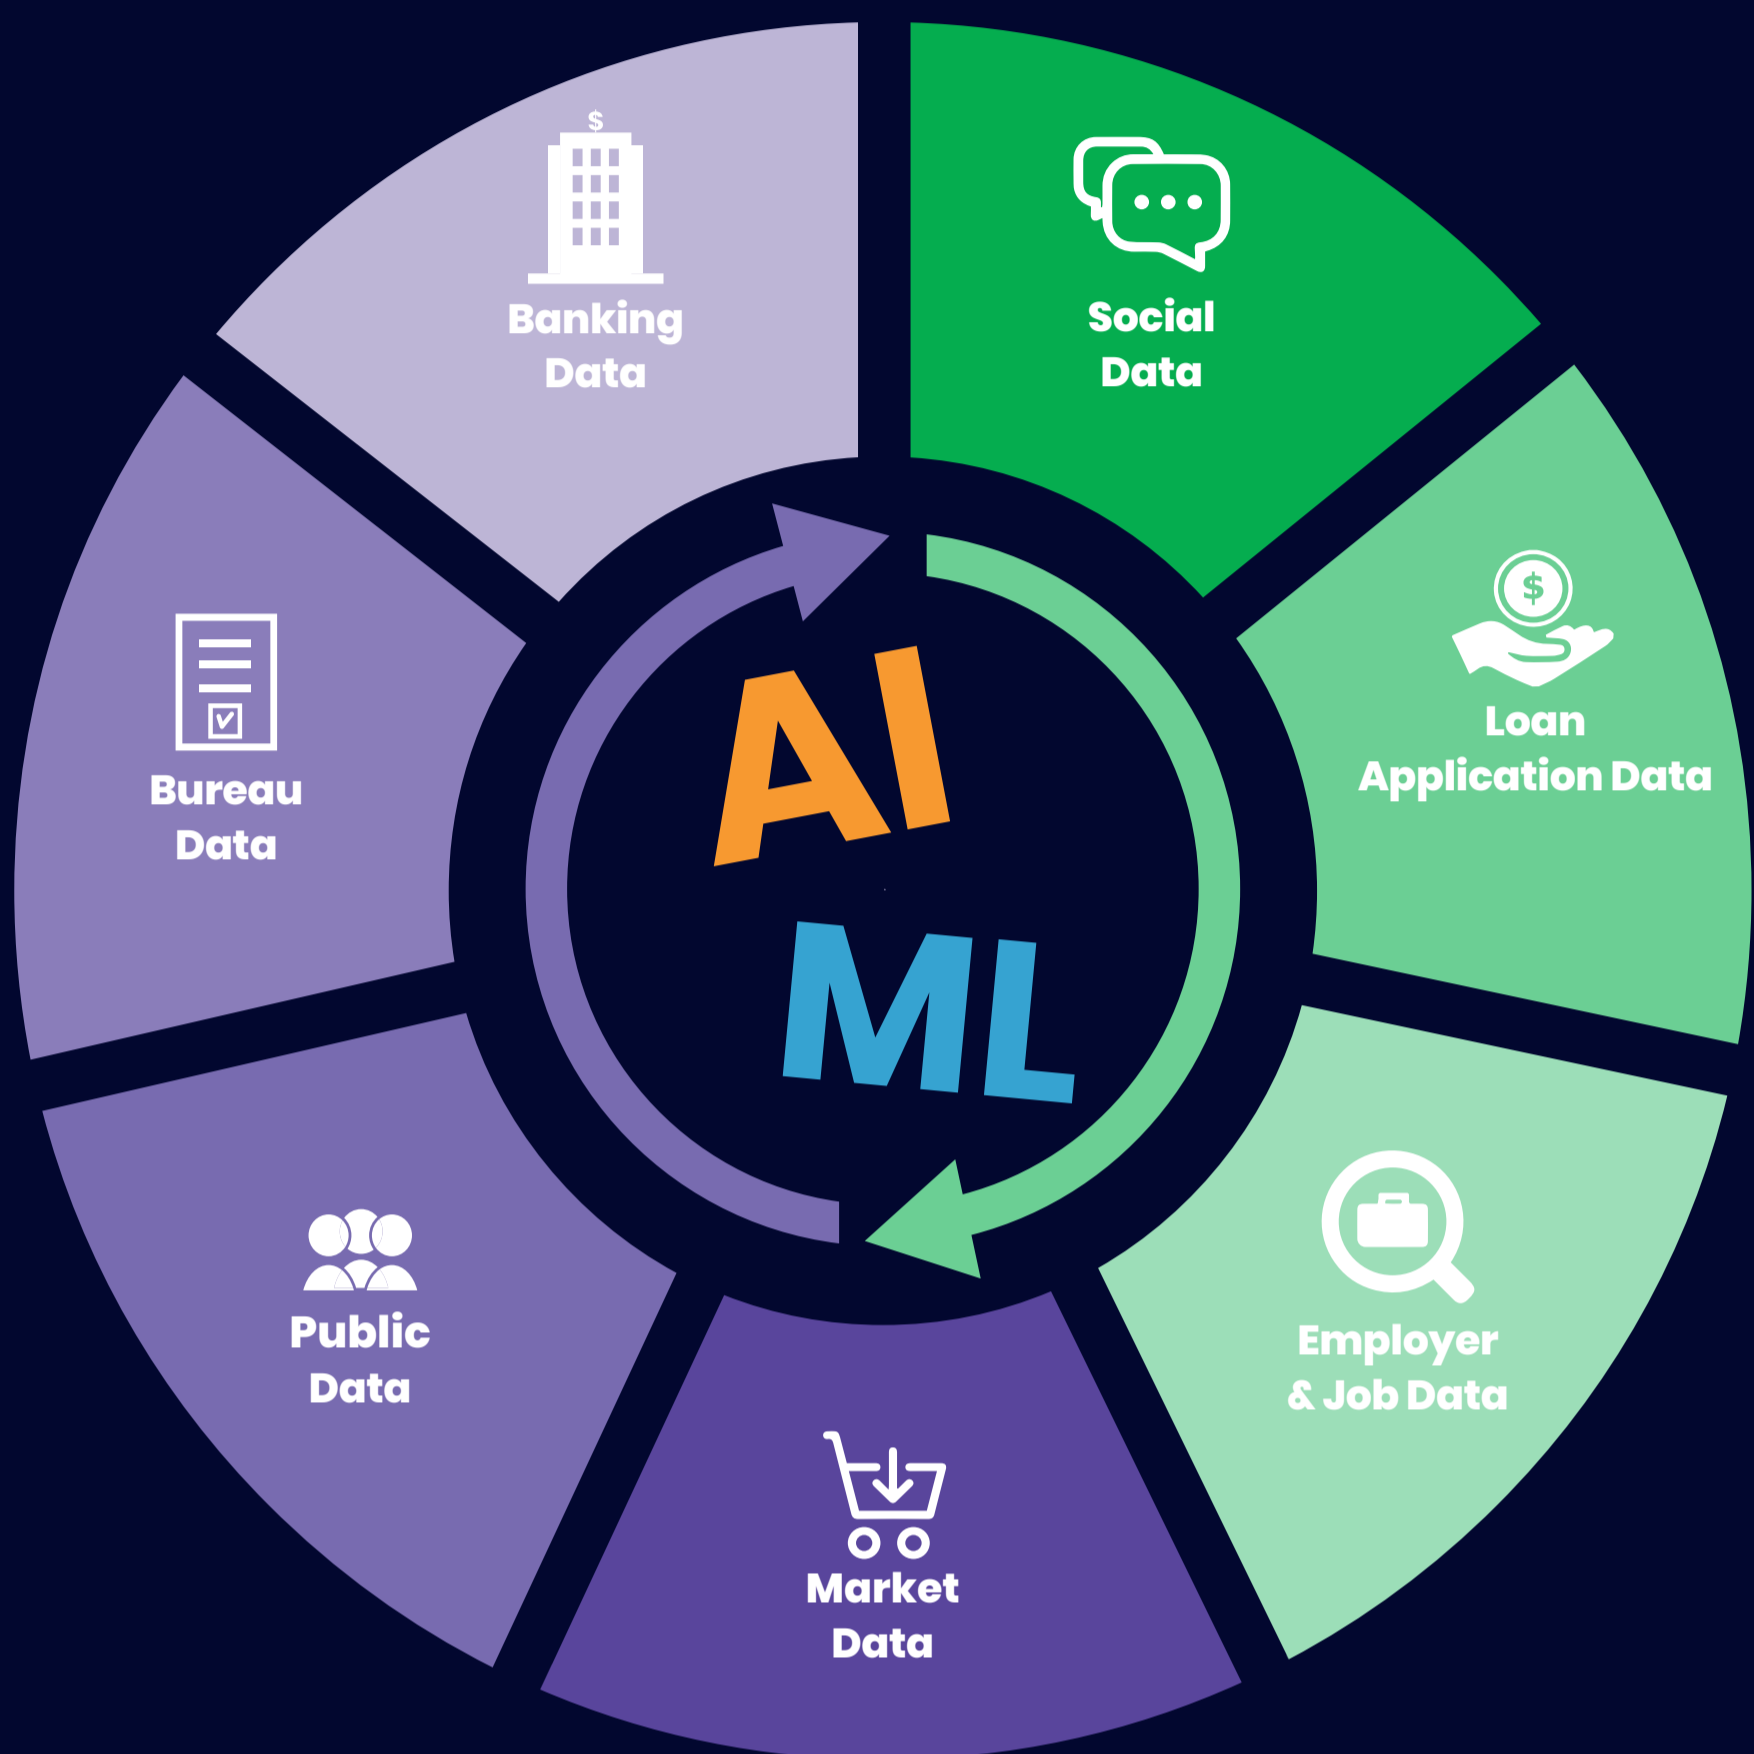 $
Banking
Data
Social
Data
$
Loan
Application Data
Employer
& Job Data
Market
Data
Public
Data
Bureau
Data
AI
ML